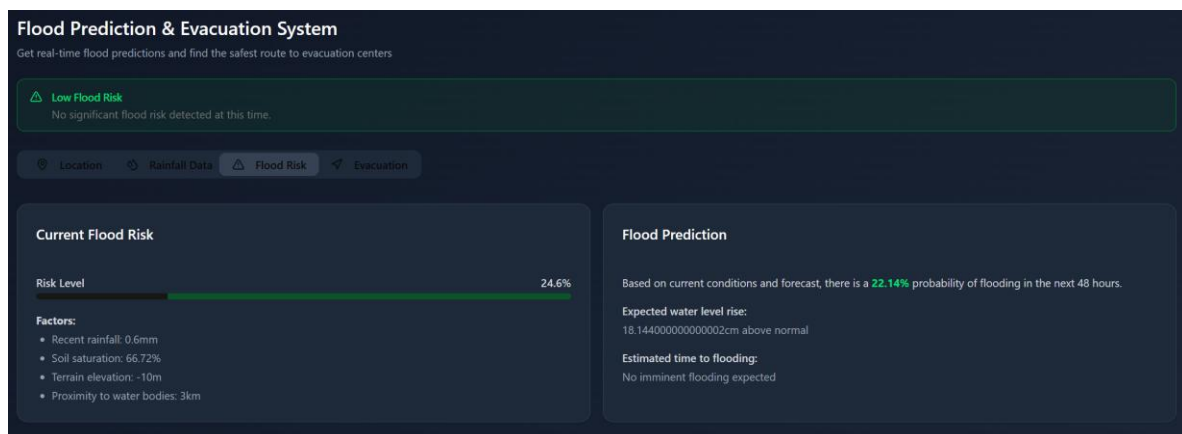 Flood Prediction & Evacuation System
Get real-time flood predictions and find the safest route to evacuation centers
Low Flood Risk
No significant flood risk detected at this time.
Location Rainfall Data Flood Risk Evacuation
Current Flood Risk
Risk Level 24.6%
Factors:
• Recent rainfall: 0.6mm
• Soil saturation: 66.72%
• Terrain elevation: -10m
• Proximity to water bodies: 3km
Flood Prediction
Based on current conditions and forecast, there is a 22.14% probability of flooding in the next 48 hours.
Expected water level rise:
18.144000000000002cm above normal
Estimated time to flooding:
No imminent flooding expected